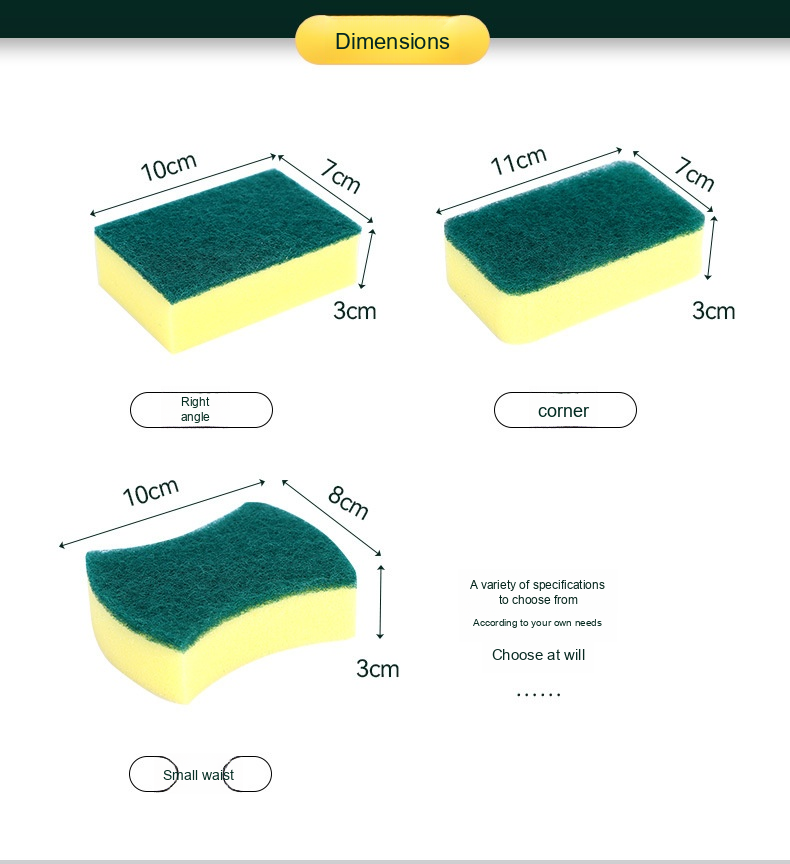 Dimensions
10cm
7cm
3cm
11cm
7cm
3cm
Right
angle
corner
10cm
8cm
3cm
A variety of specifications
to choose from
According to your own needs
Choose at will
......
Small waist